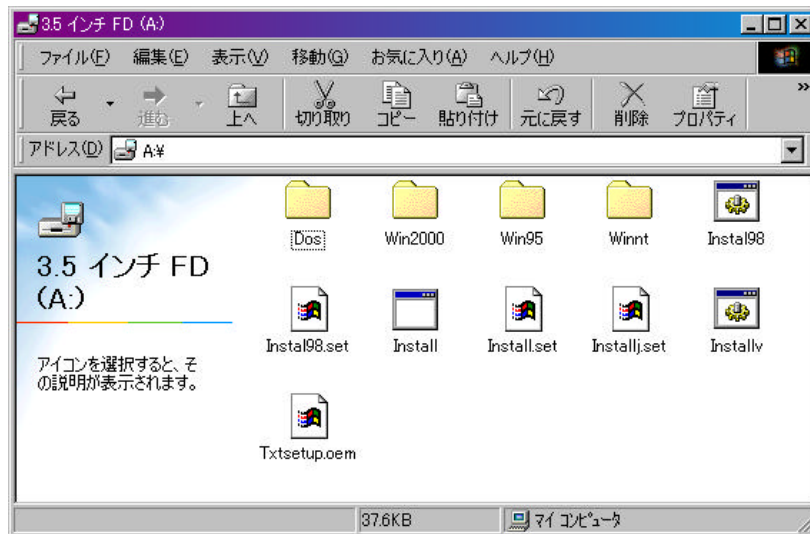 3.5 インチ FD (A:)
ファイル(F) 編集(E) 表示(V) 移動(G) お気に入り(A) ヘルプ(H)
戻る 進む 上へ 切り取り コピー 貼り付け 元に戻す 削除 プロパティ »
アドレス(D) A:¥
3.5 インチ FD
(A:)
アイコンを選択すると、そ
の説明が表示されます。
Dos Win2000 Win95 Winnt Instal98
Instal98.set Install Install.set Installj.set Installv
Txtsetup.oem
37.6KB マイ コンピュータ